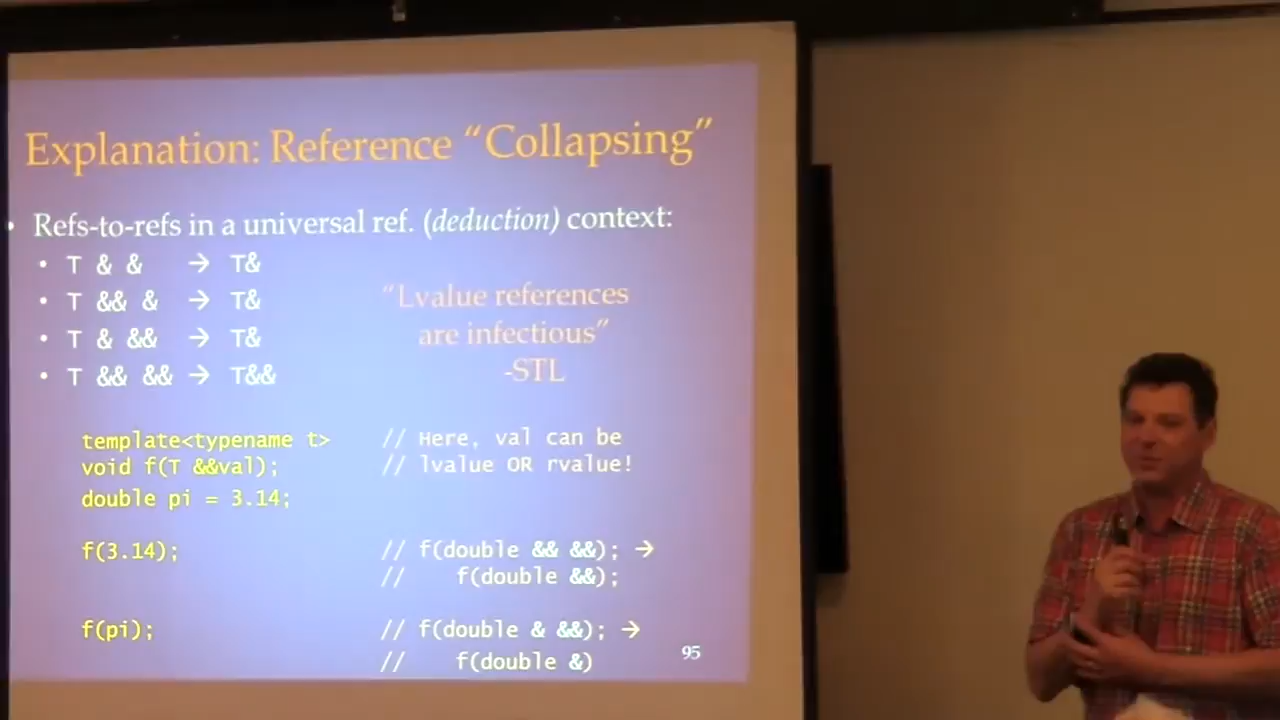 Explanation: Reference “Collapsing”
• Refs-to-refs in a universal ref. (deduction) context:
• T & & → T&
• T && & → T&
• T & && → T&
• T && && → T&&
“Lvalue references
are infectious”
-STL
template<typename t> // Here, val can be
void f(T &&val); // lvalue OR rvalue!
double pi = 3.14;
f(3.14); // f(double && &&); →
// f(double &&);
f(pi); // f(double & &&); →
// f(double &)
95